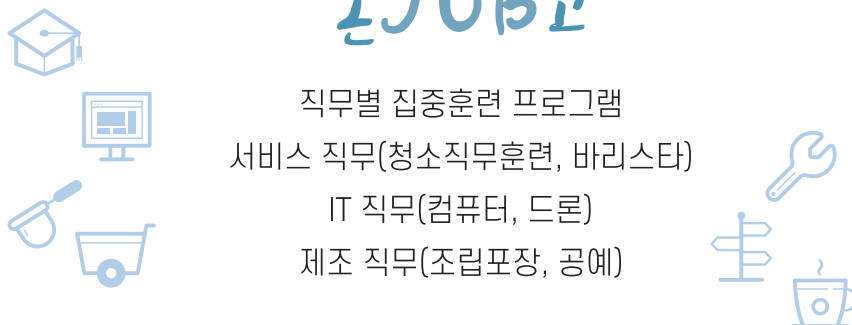 직무별 집중훈련 프로그램
서비스 직무(청소직무훈련, 바리스타)
IT 직무(컴퓨터, 드론)
제조 직무(조립포장, 공예)